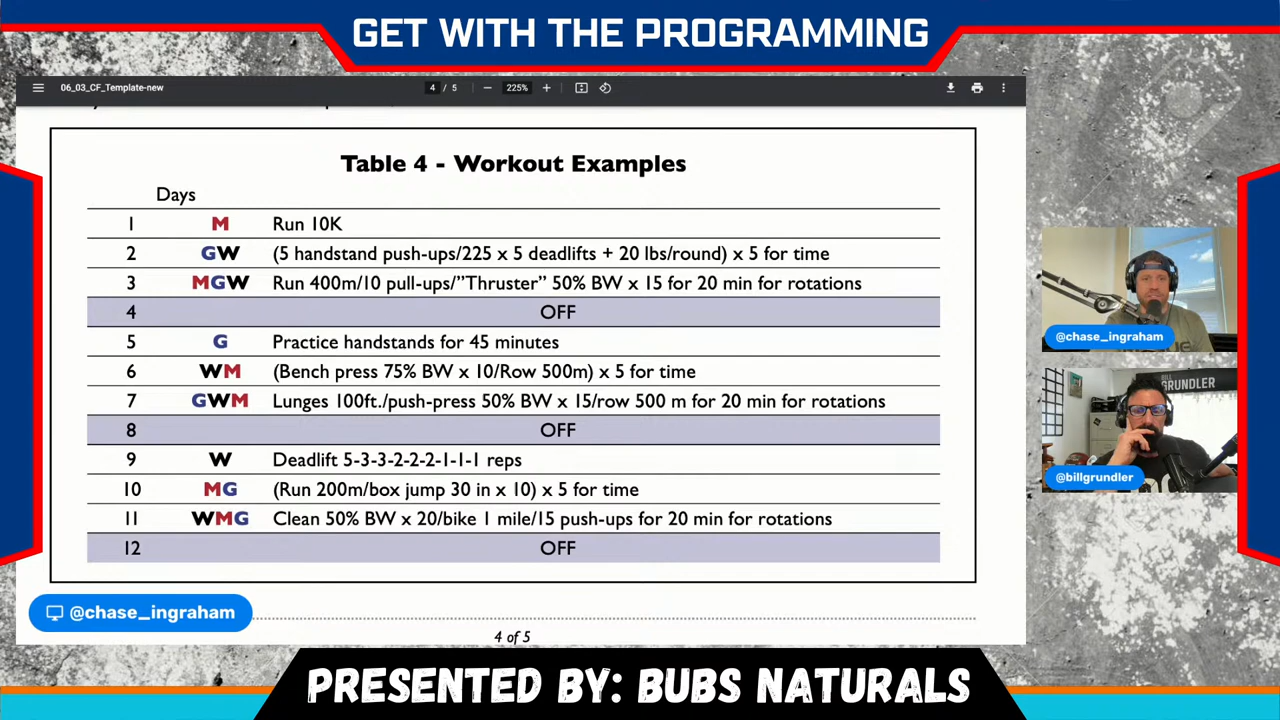 GET WITH THE PROGRAMMING
06_03_CF_Template-new
4 / 5
225%
Table 4 - Workout Examples
Days
1 M Run 10K
2 GW (5 handstand push-ups/225 x 5 deadlifts + 20 lbs/round) x 5 for time
3 MGW Run 400m/10 pull-ups/"Thruster" 50% BW x 15 for 20 min for rotations
4 OFF
5 G Practice handstands for 45 minutes
6 WM (Bench press 75% BW x 10/Row 500m) x 5 for time
7 GWM Lunges 100ft./push-press 50% BW x 15/row 500 m for 20 min for rotations
8 OFF
9 W Deadlift 5-3-3-2-2-2-1-1-1 reps
10 MG (Run 200m/box jump 30 in x 10) x 5 for time
11 WMG Clean 50% BW x 20/bike 1 mile/15 push-ups for 20 min for rotations
12 OFF
4 of 5
@chase_ingraham
@chase_ingraham
BILL
GRUNDLER
@billgrundler
PRESENTED BY: BUBS NATURALS